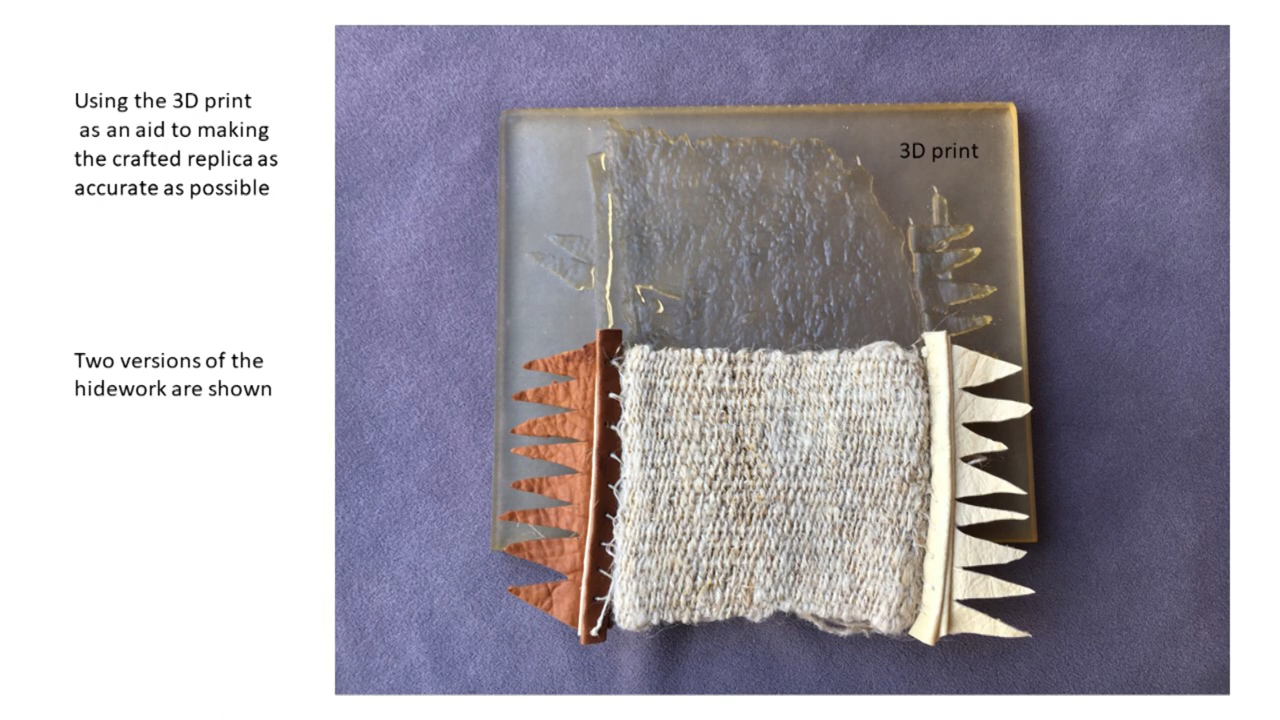 Using the 3D print
as an aid to making
the crafted replica as
accurate as possible
3D print
Two versions of the
hidework are shown